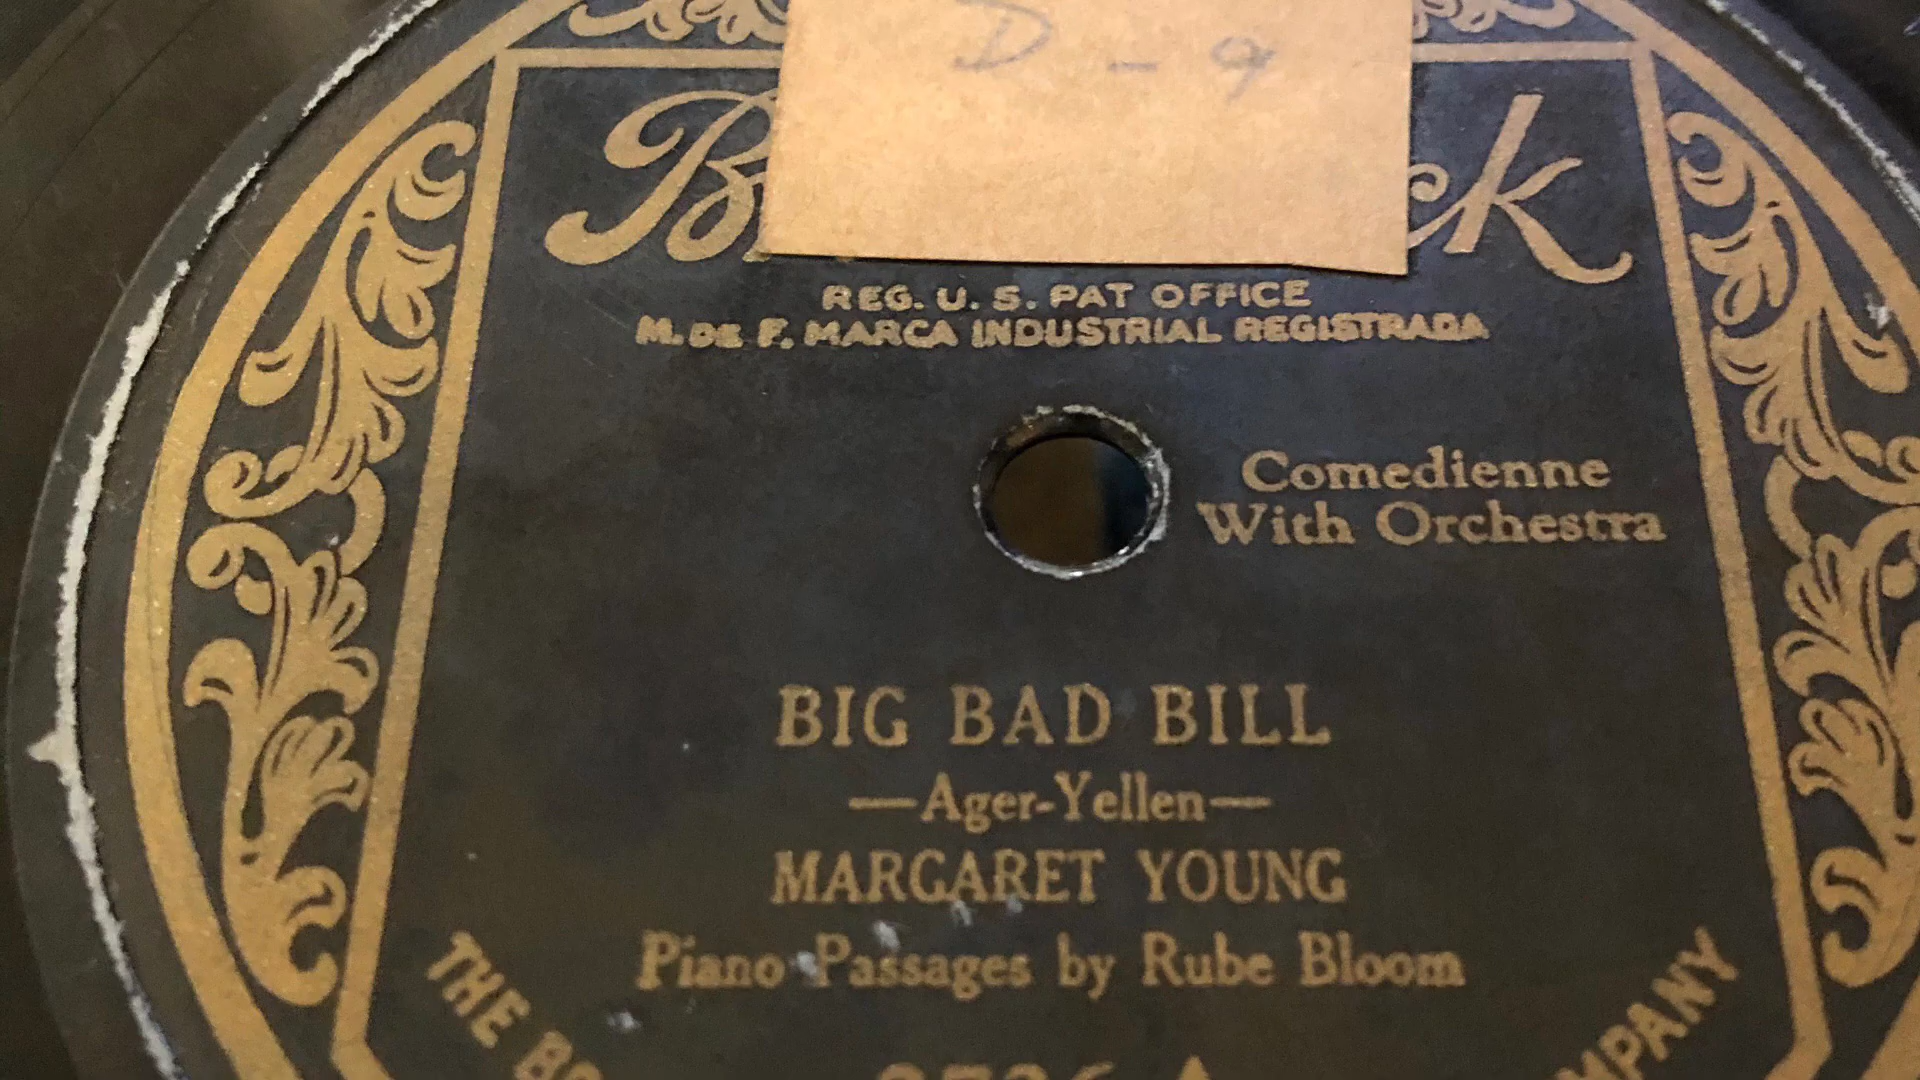 D - 9
REG. U. S. PAT OFFICE
M. DE F. MARCA INDUSTRIAL REGISTRADA
Comedienne
With Orchestra
BIG BAD BILL
—Ager-Yellen—
MARGARET YOUNG
Piano Passages by Rube Bloom
THE